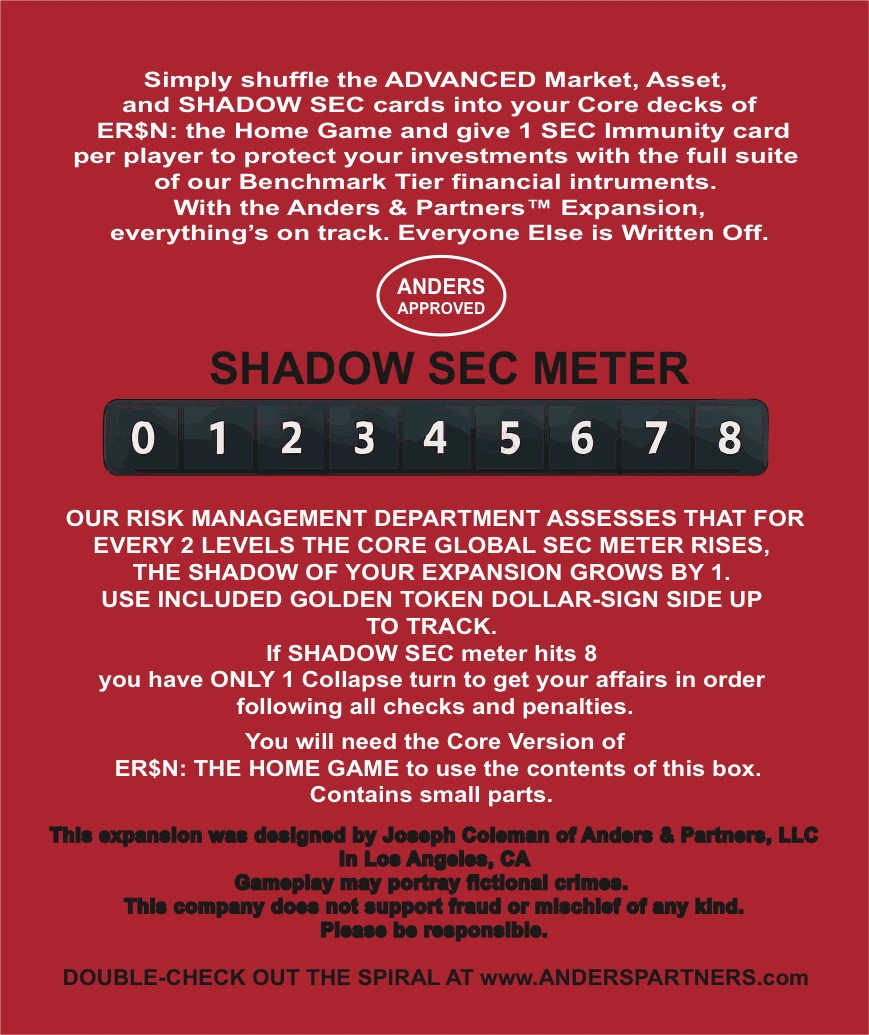 Simply shuffle the ADVANCED Market, Asset,
and SHADOW SEC cards into your Core decks of
ER$N: the Home Game and give 1 SEC Immunity card
per player to protect your investments with the full suite
of our Benchmark Tier financial intruments.
With the Anders & Partners™ Expansion,
everything's on track. Everyone Else is Written Off.
ANDERS
APPROVED
SHADOW SEC METER
0 1 2 3 4 5 6 7 8
OUR RISK MANAGEMENT DEPARTMENT ASSESSES THAT FOR
EVERY 2 LEVELS THE CORE GLOBAL SEC METER RISES,
THE SHADOW OF YOUR EXPANSION GROWS BY 1.
USE INCLUDED GOLDEN TOKEN DOLLAR-SIGN SIDE UP
TO TRACK.
If SHADOW SEC meter hits 8
you have ONLY 1 Collapse turn to get your affairs in order
following all checks and penalties.
You will need the Core Version of
ER$N: THE HOME GAME to use the contents of this box.
Contains small parts.
This expansion was designed by Joseph Coleman of Anders & Partners, LLC
in Los Angeles, CA
Gameplay may portray fictional crimes.
This company does not support fraud or mischief of any kind.
Please be responsible.
DOUBLE-CHECK OUT THE SPIRAL AT www.ANDERSPARTNERS.com